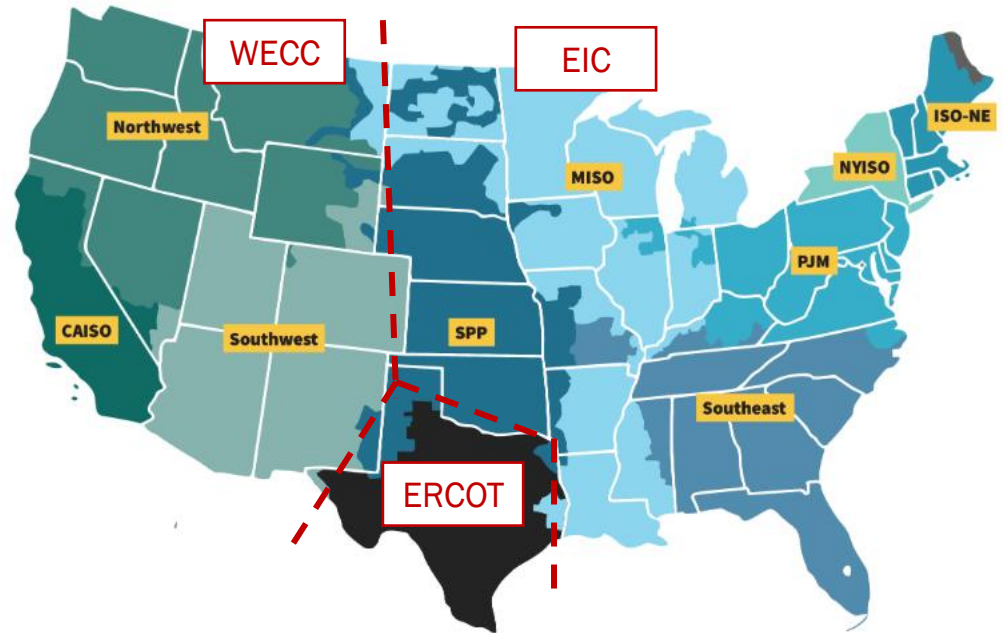 WECC
EIC
Northwest
ISO-NE
MISO
NYISO
PJM
CAISO
Southwest
SPP
Southeast
ERCOT